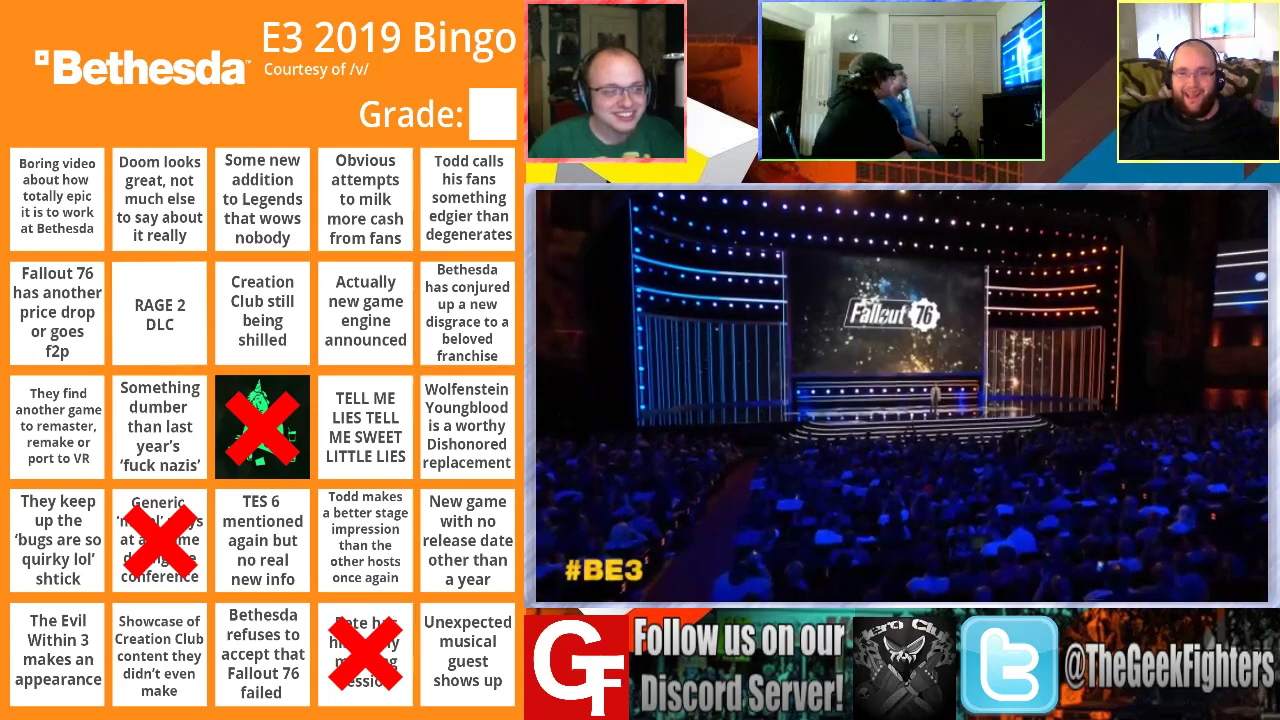 E3 2019 Bingo
Bethesda™
Courtesy of /v/
Grade:
Boring video
about how
totally epic
it is to work
at Bethesda
Doom looks
great, not
much else
to say about
it really
Some new
addition
to Legends
that wows
nobody
Obvious
attempts
to milk
more cash
from fans
Todd calls
his fans
something
edgier than
degenerates
Fallout 76
has another
price drop
or goes
f2p
RAGE 2
DLC
Creation
Club still
being
shilled
Actually
new game
engine
announced
Bethesda
has conjured
up a new
disgrace to a
beloved
franchise
They find
another game
to remaster,
remake or
port to VR
Something
dumber
than last
year's
'fuck nazis'
TELL ME
LIES TELL
ME SWEET
LITTLE LIES
Wolfenstein
Youngblood
is a worthy
Dishonored
replacement
They keep
up the
'bugs are so
quirky lol'
shtick
Generic
at
conference
TES 6
mentioned
again but
no real
new info
Todd makes
a better stage
impression
than the
other hosts
once again
New game
with no
release date
other than
a year
The Evil
Within 3
makes an
appearance
Showcase of
Creation Club
content they
didn't even
make
Bethesda
refuses to
accept that
Fallout 76
failed
Unexpected
musical
guest
shows up
Fallout 76
#BE3
GF
Follow us on our
Discord Server!
Hero Club
@TheGeekFighters